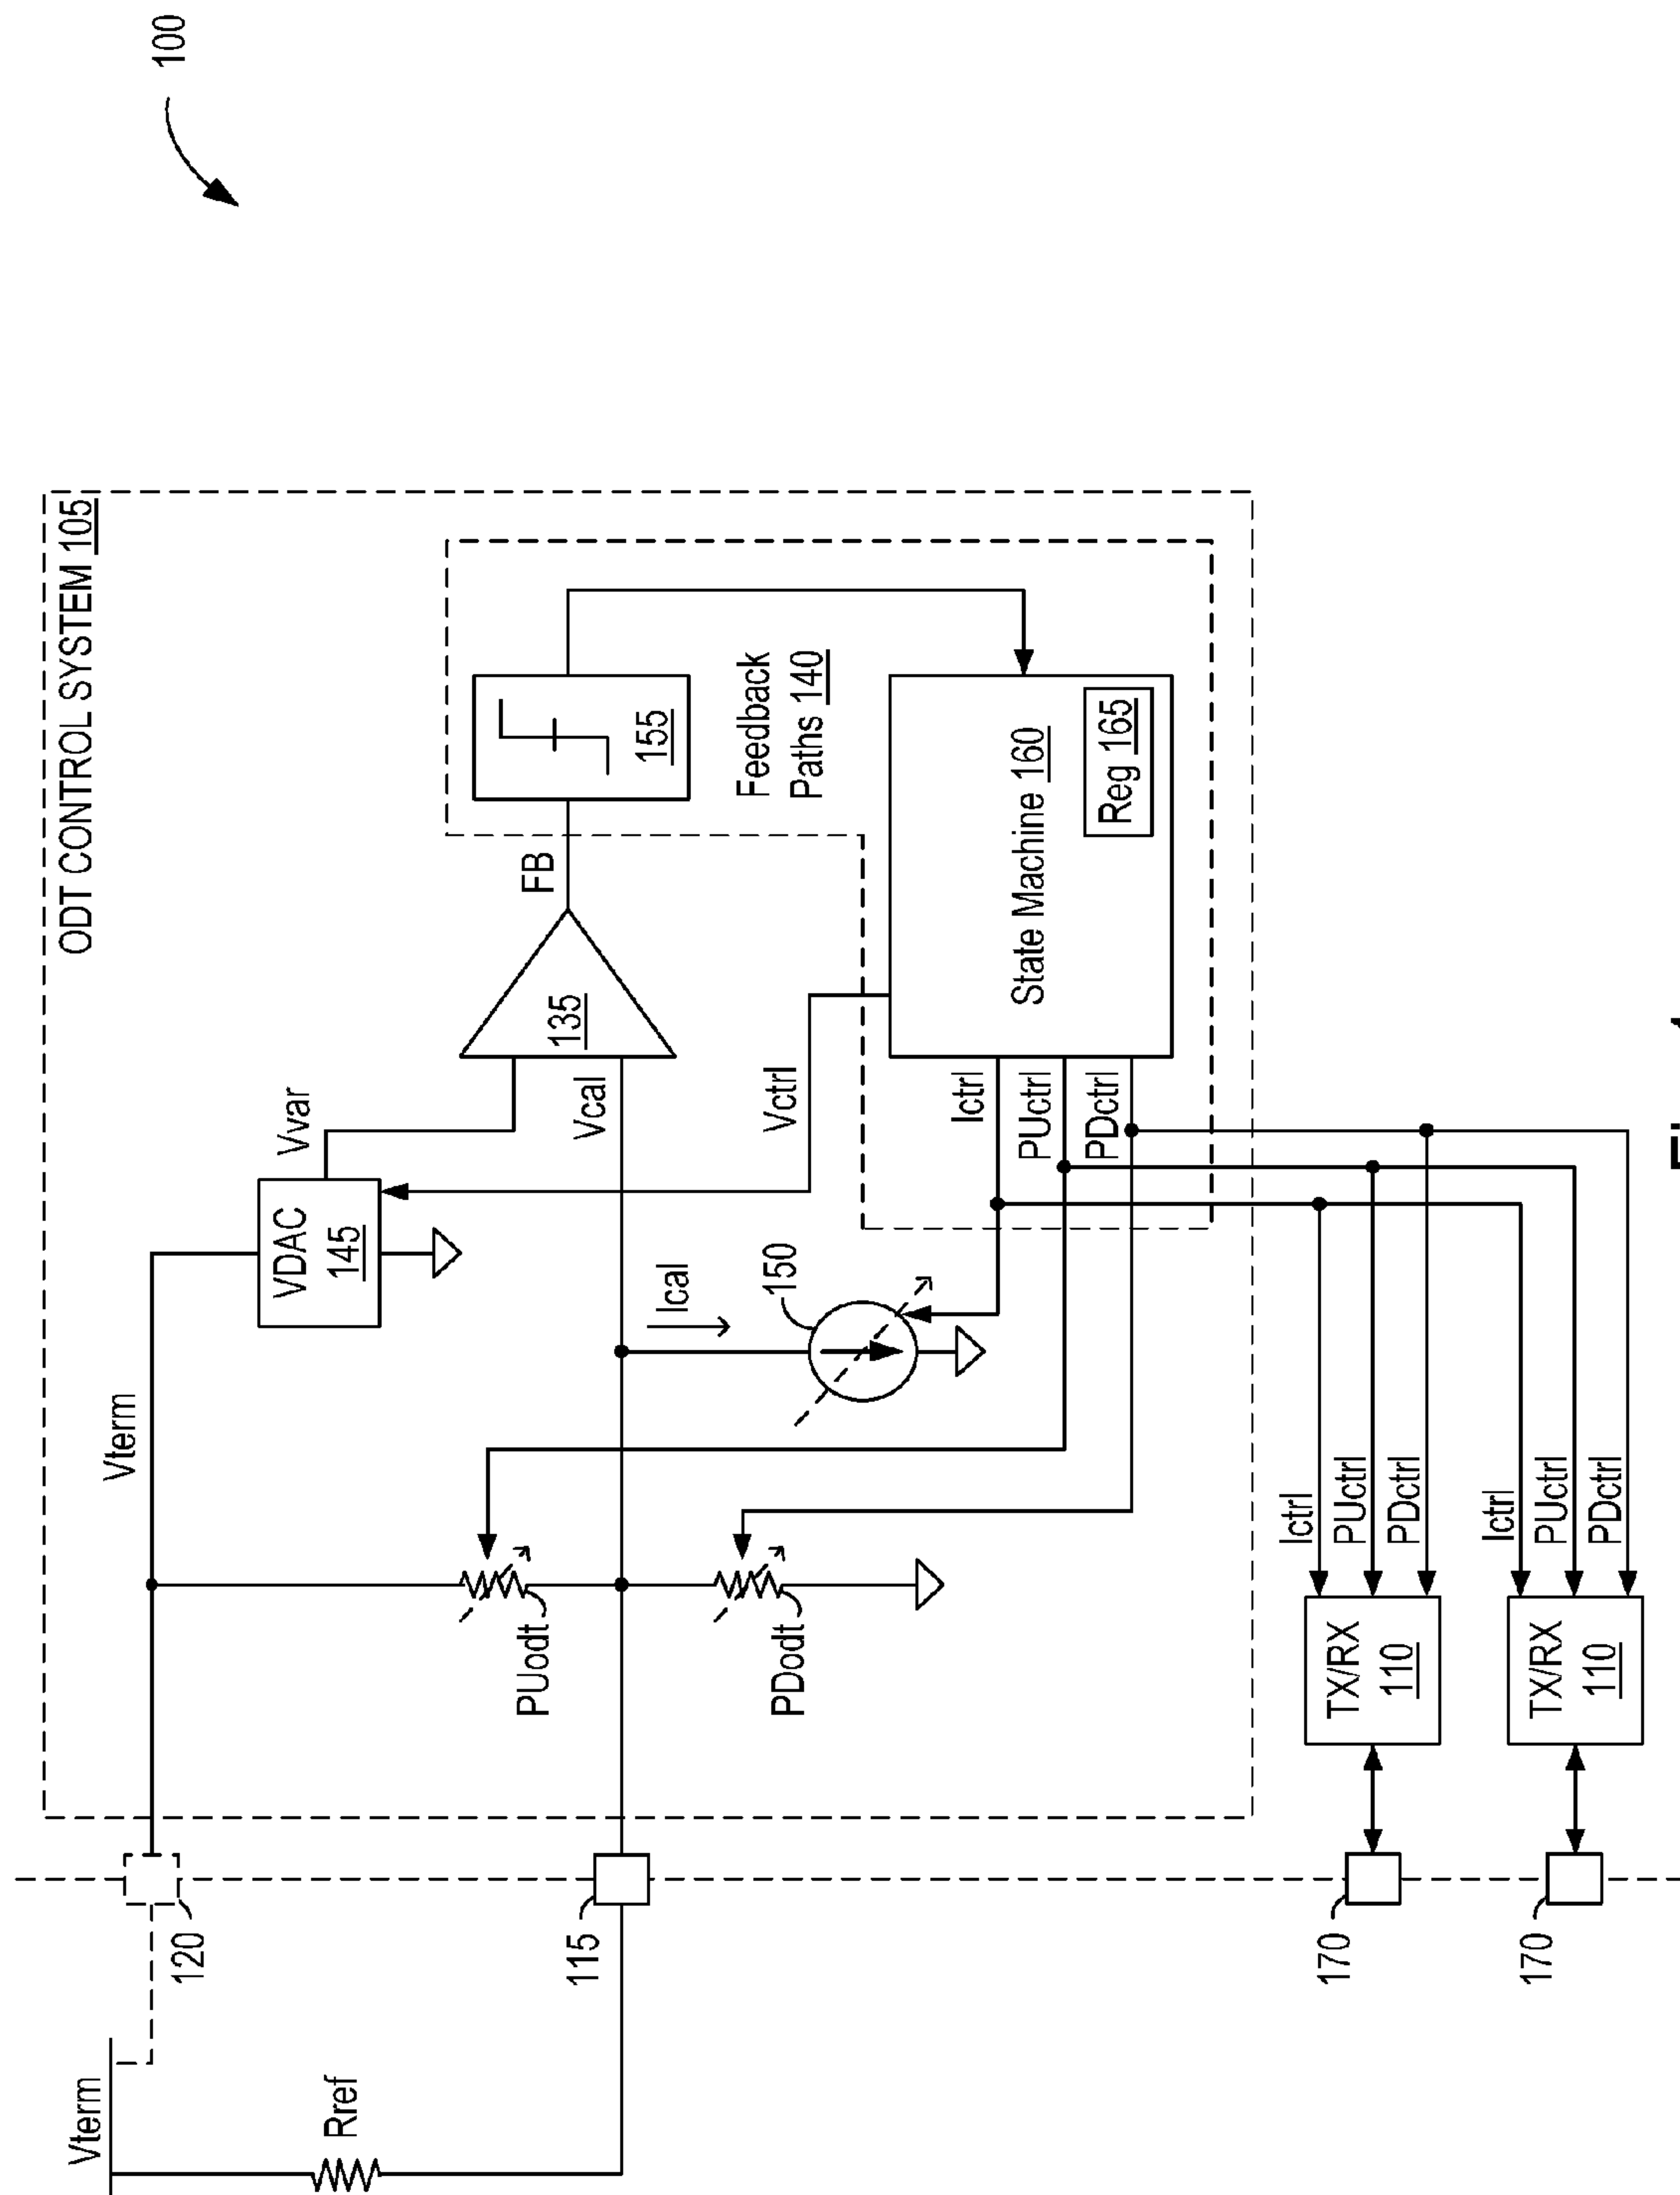 100
ODT CONTROL SYSTEM 105
Vterm
VDAC
145
Vvar
Vcal
135
FB
155
Feedback
Paths 140
State Machine 160
Reg 165
Vctrl
Ictrl
PUctrl
PDctrl
Ical
150
PUodt
PDodt
Vterm
Rref
120
115
Ictrl
PUctrl
PDctrl
TX/RX
110
170
Ictrl
PUctrl
PDctrl
TX/RX
110
170